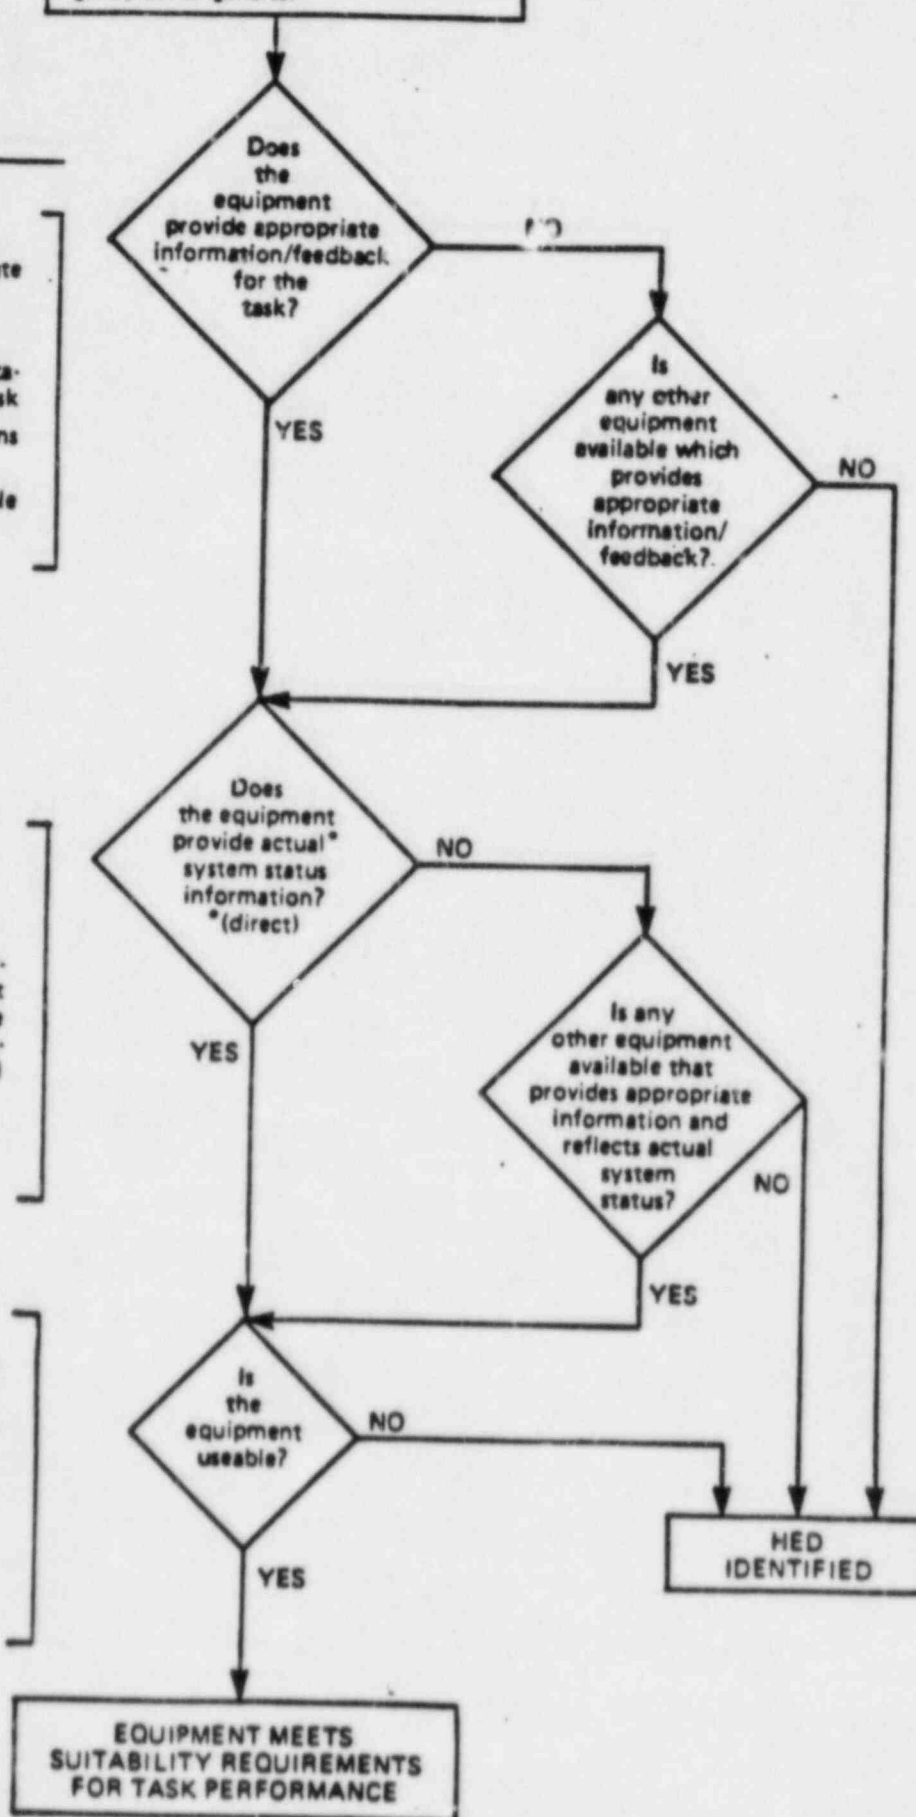 Does
the
equipment
provide appropriate
information/feedback
for the
task?
NO
YES
Is
any other
equipment
available which
provides
appropriate
information/
feedback?
NO
YES
Does
the equipment
provide actual*
system status
information?
*(direct)
NO
YES
Is any
other equipment
available that
provides appropriate
information and
reflects actual
system
status?
NO
YES
Is
the
equipment
useable?
NO
YES
HED
IDENTIFIED
EQUIPMENT MEETS
SUITABILITY REQUIREMENTS
FOR TASK PERFORMANCE